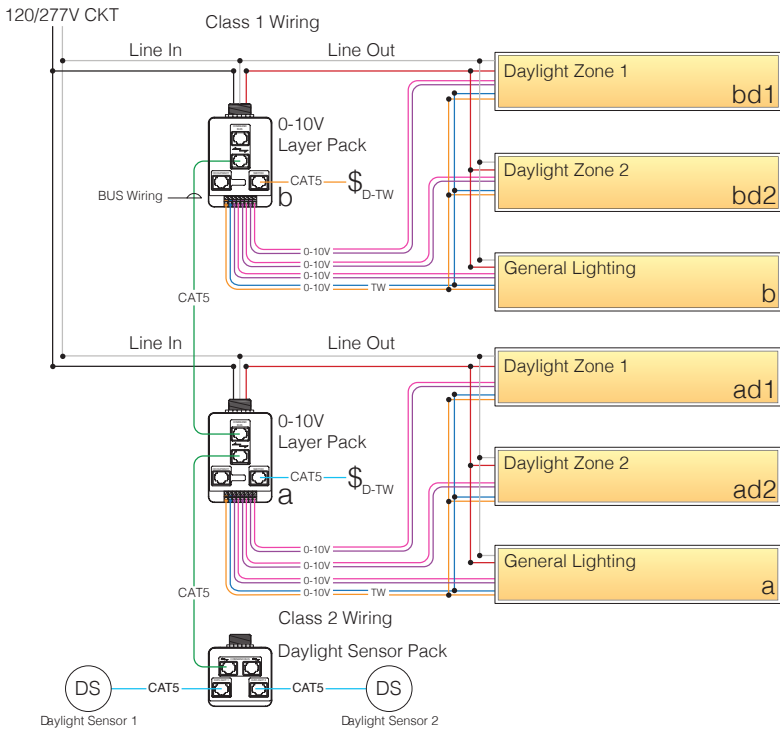 120/277V CKT
Class 1 Wiring
Line In
Line Out
Daylight Zone 1
bd1
0-10V
Layer Pack
CAT5
$ D-TW
b
BUS Wiring
Daylight Zone 2
bd2
0-10V
0-10V
0-10V
0-10V
TW
General Lighting
b
CAT5
Line In
Line Out
Daylight Zone 1
ad1
0-10V
Layer Pack
CAT5
$ D-TW
a
Daylight Zone 2
ad2
0-10V
0-10V
0-10V
0-10V
TW
General Lighting
a
CAT5
Class 2 Wiring
Daylight Sensor Pack
DS
CAT5
CAT5
DS
Daylight Sensor 1
Daylight Sensor 2